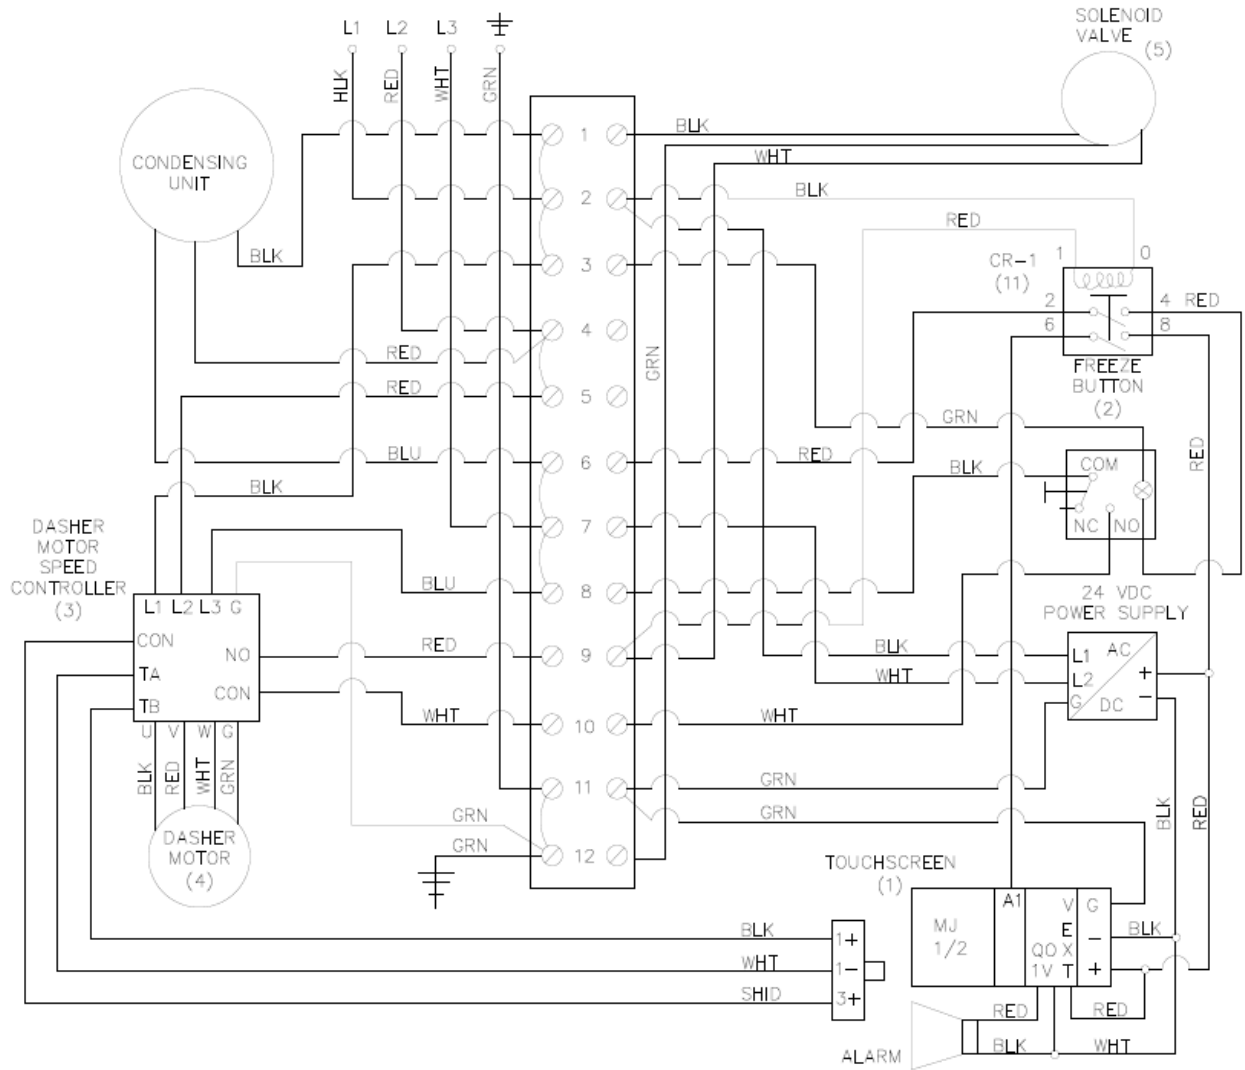 L1 L2 L3
HLK
RED
WHT
GRN
SOLENOID
VALVE (5)
CONDENSING
UNIT
BLK
1
2
3
4
5
6
7
8
9
10
11
12
BLK
WHT
BLK
RED
GRN
CR-1
(11)
1 0
2 4 RED
6 8
FREEZE
BUTTON
(2)
RED
RED
BLU
BLK
GRN
RED
BLK
RED
COM
NC NO
DASHER
MOTOR
SPEED
CONTROLLER
(3)
L1 L2 L3 G
CON
NO
TA
CON
TB
U V W G
BLK
RED
WHT
GRN
DASHER
MOTOR
(4)
BLU
RED
WHT
GRN
GRN
24 VDC
POWER SUPPLY
BLK
WHT
L1 AC
L2 +
G DC −
WHT
GRN
GRN
BLK
RED
TOUCHSCREEN
(1)
A1 V G
MJ
1/2
E −
QO X
1V T +
BLK
BLK
WHT
SHID
1+
1−
3+
RED
RED
ALARM
BLK
WHT